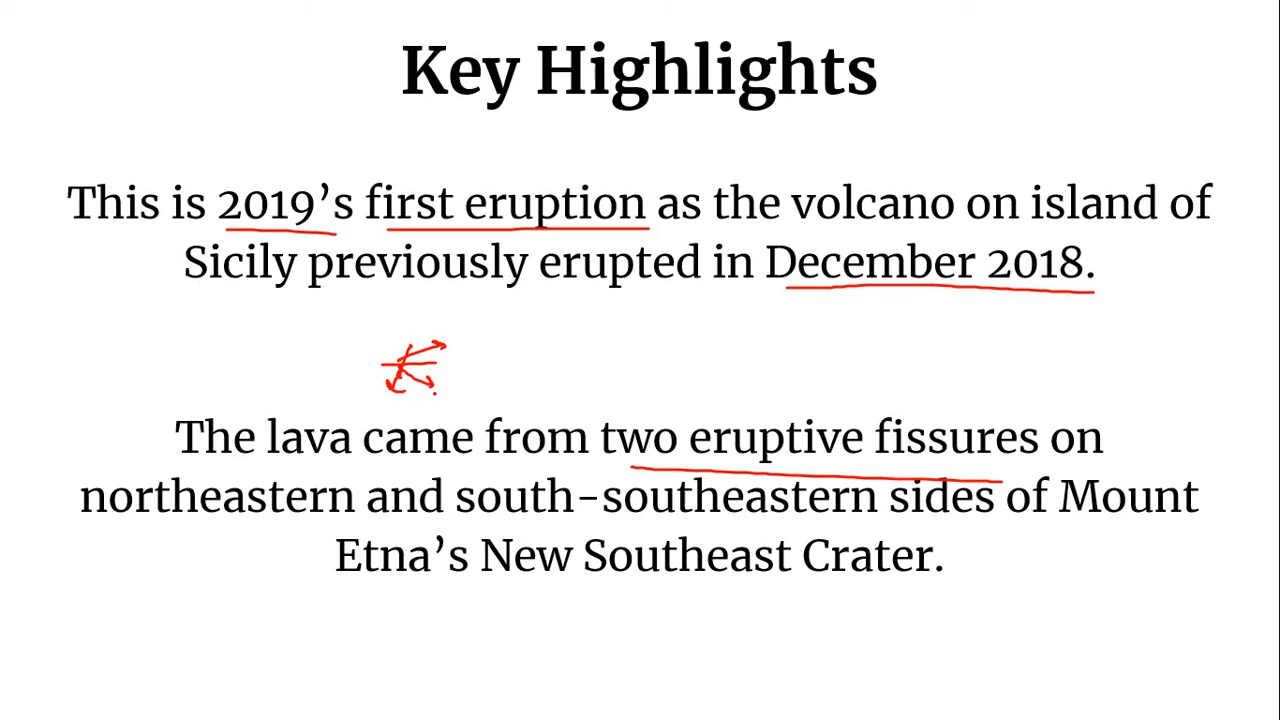 Key Highlights
This is 2019’s first eruption as the volcano on island of
Sicily previously erupted in December 2018.
The lava came from two eruptive fissures on
northeastern and south-southeastern sides of Mount
Etna’s New Southeast Crater.